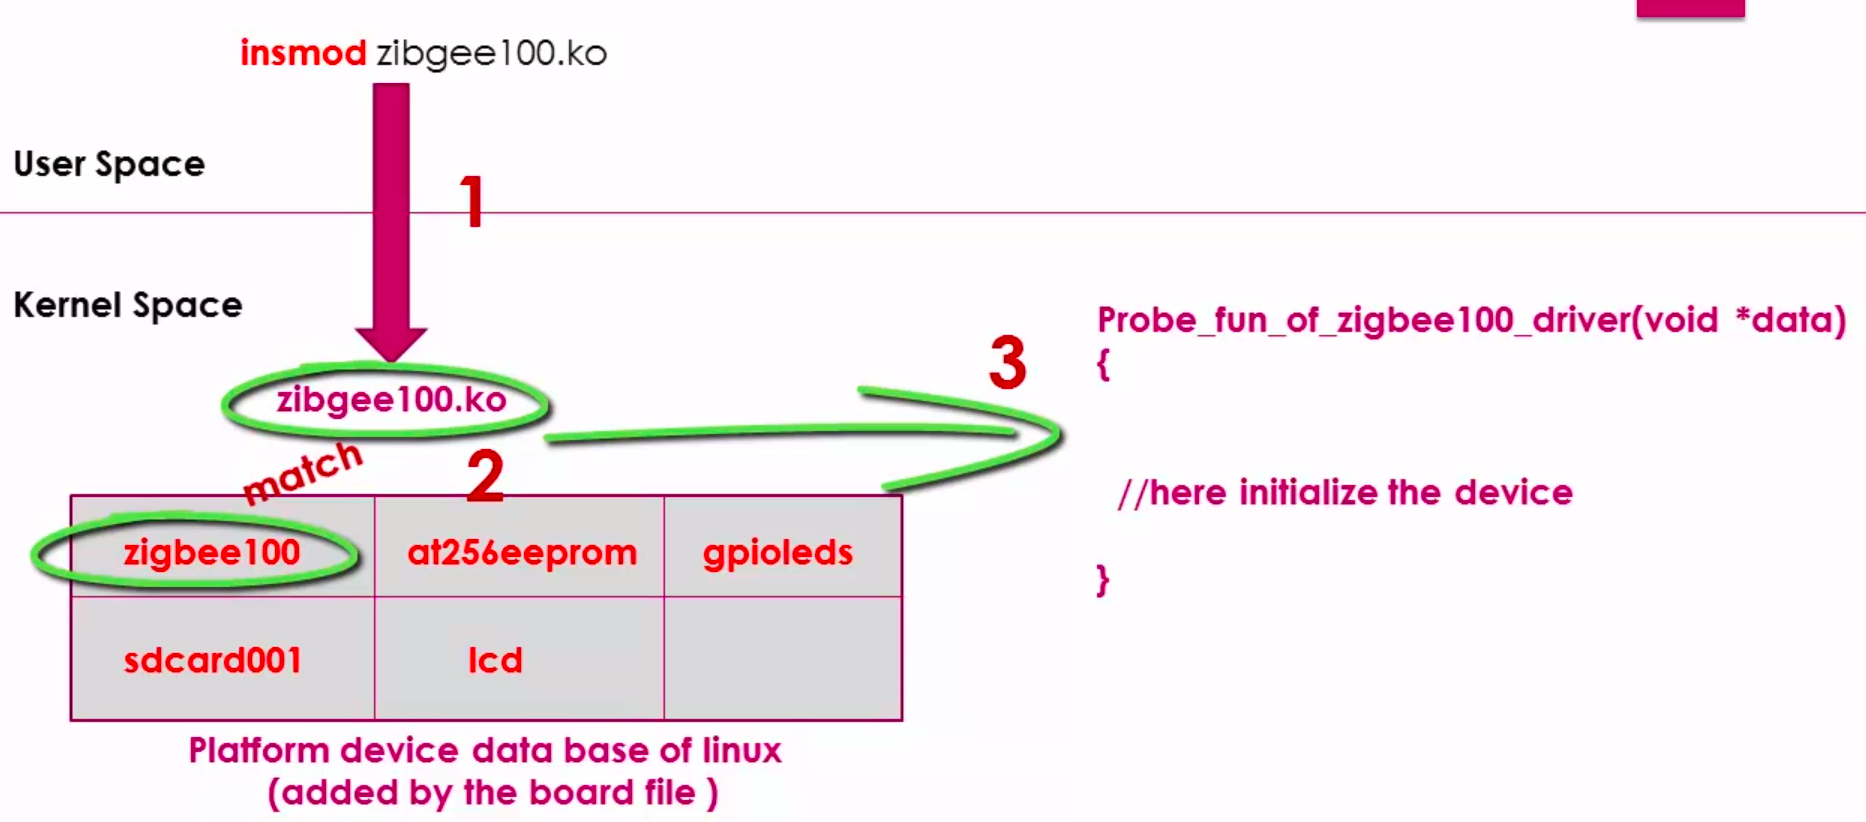 insmod zibgee100.ko
User Space
1
Kernel Space
zibgee100.ko
match
2
3
zigbee100 at256eeprom gpioleds
sdcard001 lcd
Platform device data base of linux
(added by the board file )
Probe_fun_of_zigbee100_driver(void *data)
{
//here initialize the device
}